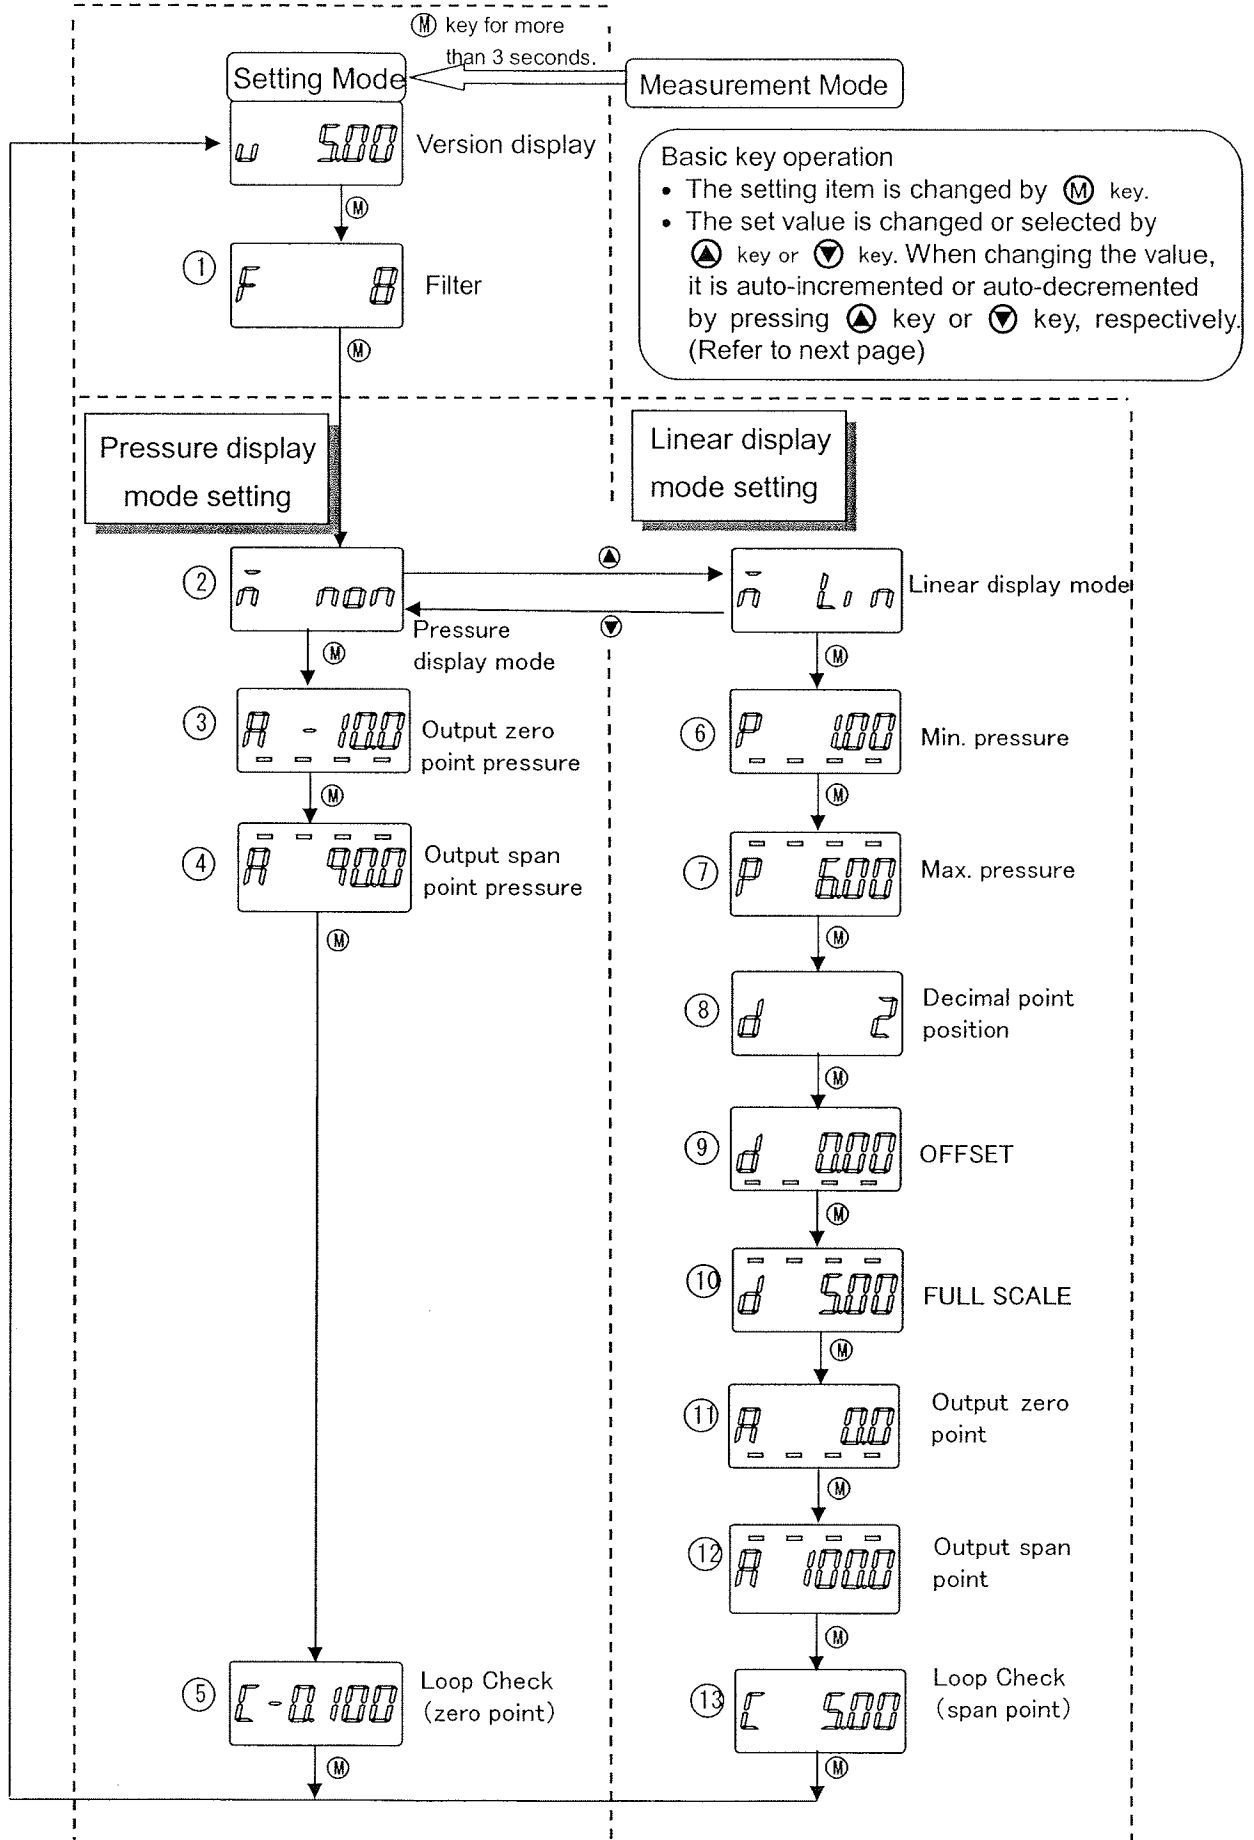 Ⓜ key for more
than 3 seconds.
Setting Mode
Measurement Mode
u 5.00
Version display
Ⓜ
Basic key operation
• The setting item is changed by Ⓜ key.
• The set value is changed or selected by
▲ key or ▼ key. When changing the value,
it is auto-incremented or auto-decremented
by pressing ▲ key or ▼ key, respectively.
(Refer to next page)
① F 8
Filter
Ⓜ
Pressure display
mode setting
Linear display
mode setting
② n̄ non
Pressure
display mode
▲
▼
n̄ Lin
Linear display mode
Ⓜ
Ⓜ
③ A -10.0
Output zero
point pressure
⑥ P 1.00
Min. pressure
Ⓜ
Ⓜ
④ A 90.0
Output span
point pressure
⑦ P 6.00
Max. pressure
Ⓜ
Ⓜ
⑧ d 2
Decimal point
position
Ⓜ
⑨ d 0.00
OFFSET
Ⓜ
⑩ d 5.00
FULL SCALE
Ⓜ
⑪ A 0.0
Output zero
point
Ⓜ
⑫ A 100.0
Output span
point
Ⓜ
⑤ C -0.100
Loop Check
(zero point)
⑬ C 5.00
Loop Check
(span point)
Ⓜ
Ⓜ